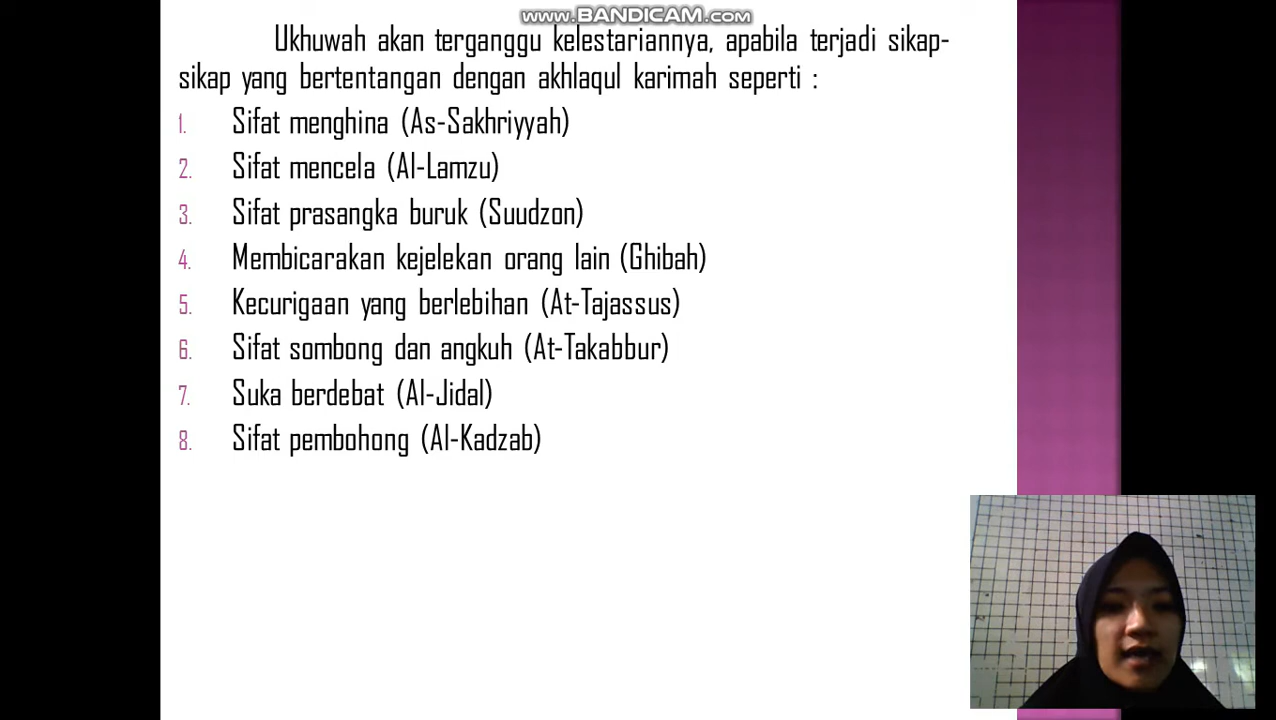 www.BANDICAM.com
Ukhuwah akan terganggu kelestariannya, apabila terjadi sikap-
sikap yang bertentangan dengan akhlaqul karimah seperti :
1. Sifat menghina (As-Sakhriyyah)
2. Sifat mencela (Al-Lamzu)
3. Sifat prasangka buruk (Suudzon)
4. Membicarakan kejelekan orang lain (Ghibah)
5. Kecurigaan yang berlebihan (At-Tajassus)
6. Sifat sombong dan angkuh (At-Takabbur)
7. Suka berdebat (Al-Jidal)
8. Sifat pembohong (Al-Kadzab)